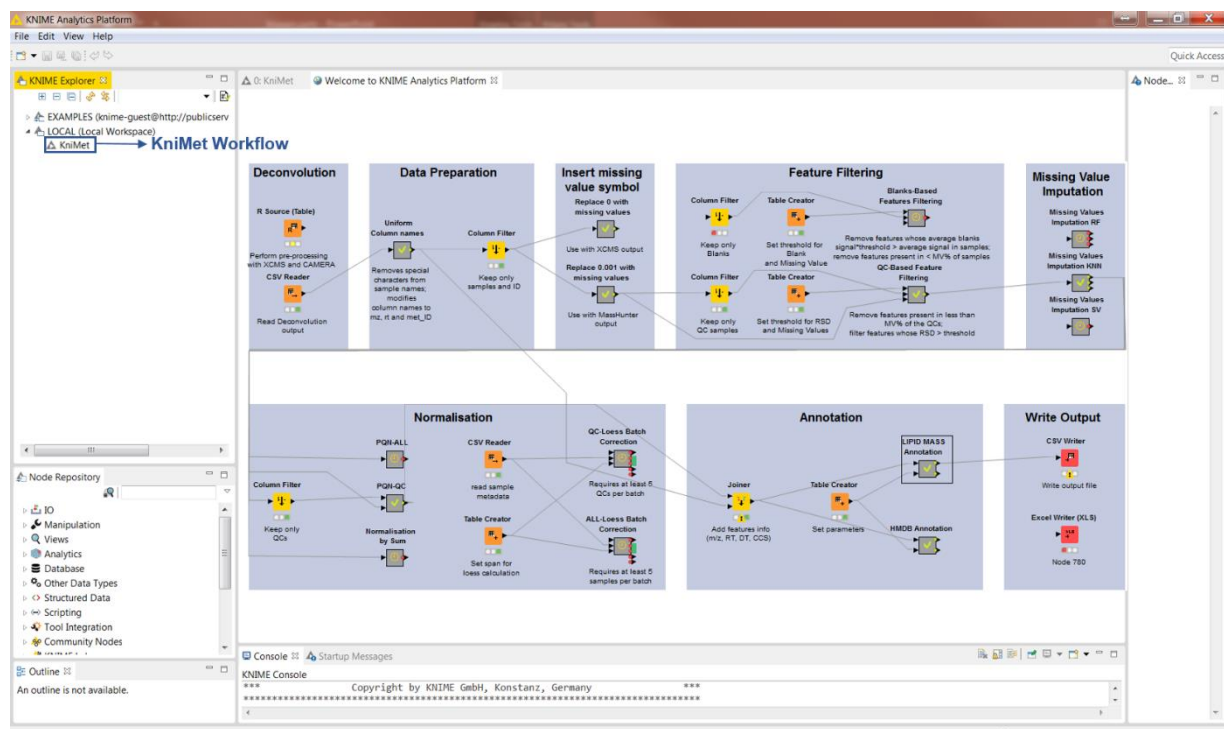 KNIME Analytics Platform
File Edit View Help
Quick Access
KNIME Explorer
EXAMPLES (knime-guest@http://publicserv
LOCAL (Local Workspace)
KniMet
KniMet Workflow
0: KniMet
Welcome to KNIME Analytics Platform
Node...
Deconvolution
R Source (Table)
Perform pre-processing
with XCMS and CAMERA
CSV Reader
Read Deconvolution
output
Data Preparation
Uniform
Column names
Removes special
characters from
sample names;
modifies
column names to
mz, rt and met_ID
Column Filter
Keep only
samples and ID
Insert missing
value symbol
Replace 0 with
missing values
Use with XCMS output
Replace 0.001 with
missing values
Use with MassHunter
output
Feature Filtering
Column Filter
Keep only
Blanks
Table Creator
Set threshold for
Blank
and Missing Value
Blanks-Based
Features Filtering
Remove features whose average blanks
signal*threshold > average signal in samples;
remove features present in < MV% of samples
Column Filter
Keep only
QC samples
Table Creator
Set threshold for RSD
and Missing Values
QC-Based Feature
Filtering
Remove features present in less than
MV% of the QCs;
filter features whose RSD > threshold
Missing Value
Imputation
Missing Values
Imputation RF
Missing Values
Imputation KNN
Missing Values
Imputation SV
Normalisation
Column Filter
Keep only
QCs
PQN-ALL
PQN-QC
Normalisation
by Sum
CSV Reader
read sample
metadata
Table Creator
Set span for
loess calculation
QC-Loess Batch
Correction
Requires at least 5
QCs per batch
ALL-Loess Batch
Correction
Requires at least 5
samples per batch
Annotation
Joiner
Add features info
(m/z, RT, DT, CCS)
Table Creator
Set parameters
LIPID MASS
Annotation
HMDB Annotation
Write Output
CSV Writer
Write output file
Excel Writer (XLS)
Node 780
Node Repository
IO
Manipulation
Views
Analytics
Database
Other Data Types
Structured Data
Scripting
Tool Integration
Community Nodes
Outline
An outline is not available.
Console
Startup Messages
KNIME Console
*** Copyright by KNIME GmbH, Konstanz, Germany ***